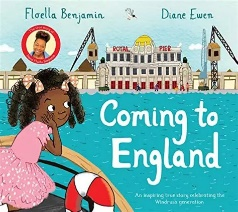 Floella Benjamin
Diane Ewen
ROYAL PIER
Coming to
England
An inspiring true story celebrating the
Windrush generation